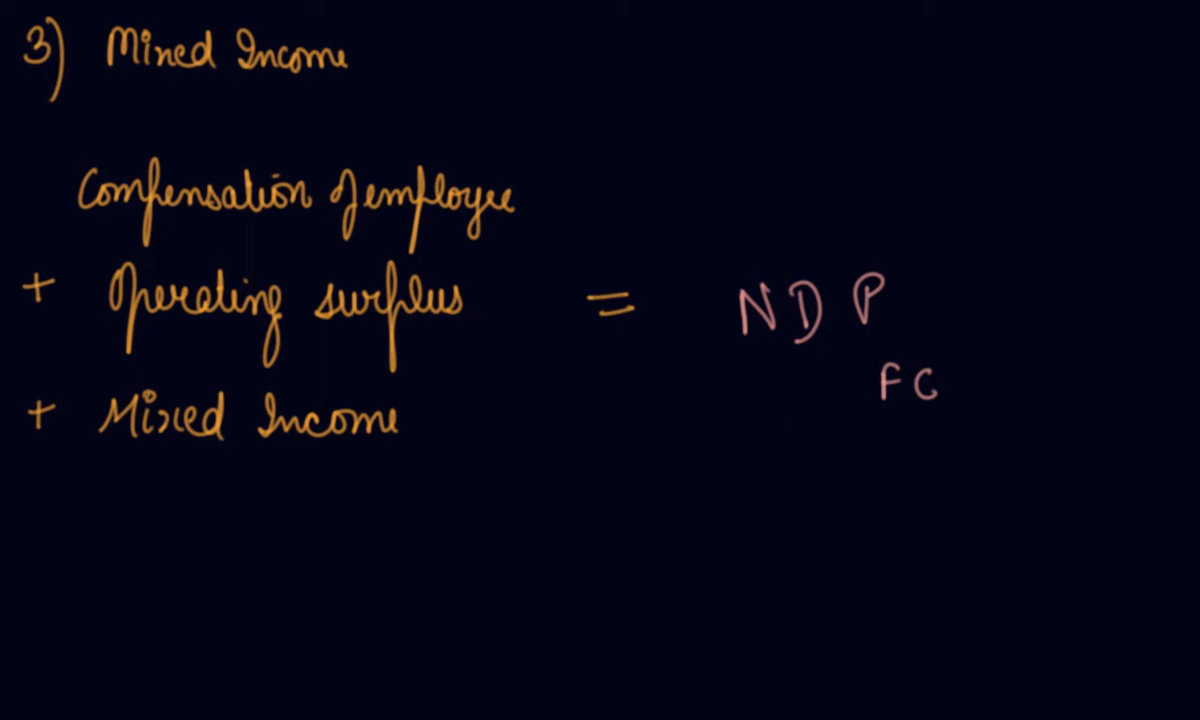 3) Mixed Income
Compensation of employee
+ Operating surplus = NDP
FC
+ Mixed Income